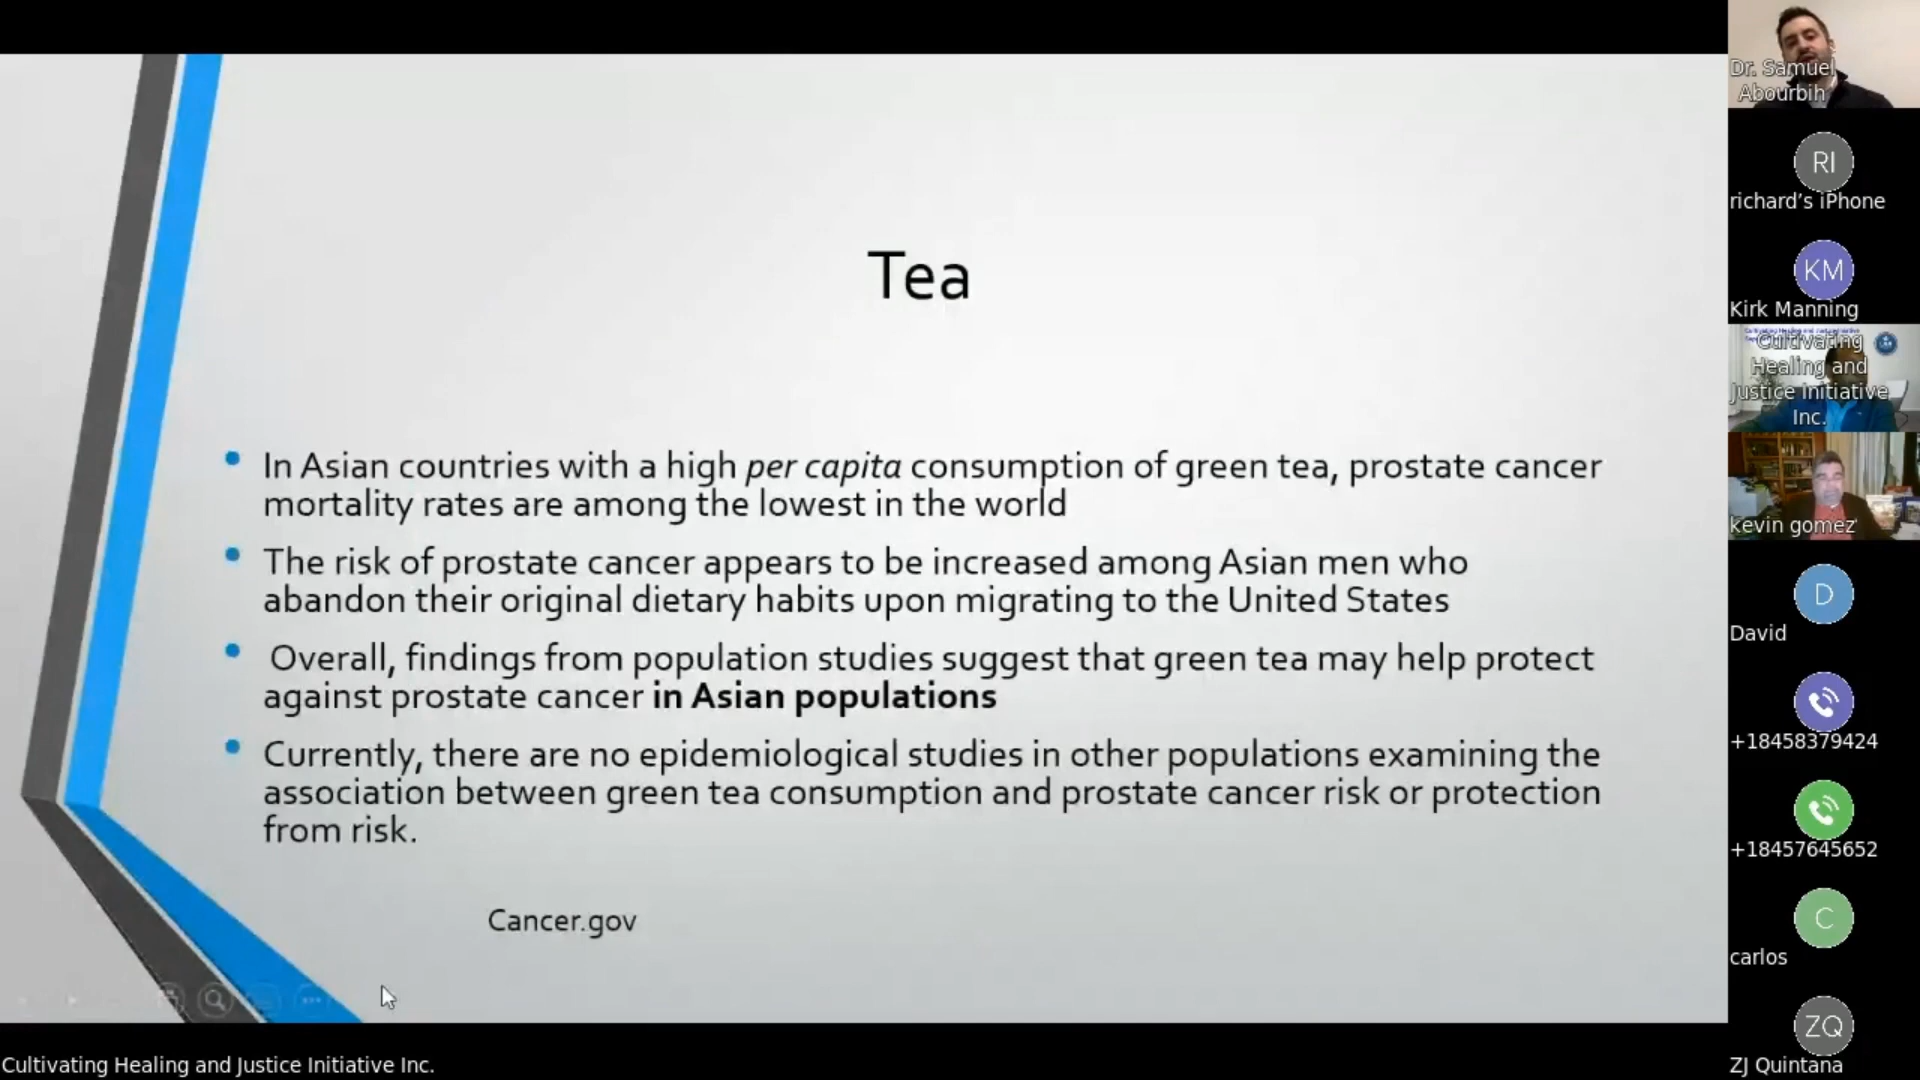 Tea
In Asian countries with a high per capita consumption of green tea, prostate cancer
mortality rates are among the lowest in the world
The risk of prostate cancer appears to be increased among Asian men who
abandon their original dietary habits upon migrating to the United States
Overall, findings from population studies suggest that green tea may help protect
against prostate cancer in Asian populations
Currently, there are no epidemiological studies in other populations examining the
association between green tea consumption and prostate cancer risk or protection
from risk.
Cancer.gov
Cultivating Healing and Justice Initiative Inc.
Dr. Samuel
Abourbih
RI
richard’s iPhone
KM
Kirk Manning
Cultivating
Healing and
Justice Initiative
Inc.
kevin gomez
D
David
+18458379424
+18457645652
C
carlos
ZQ
ZJ Quintana